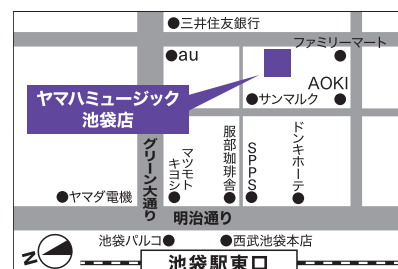 三井住友銀行
au
ファミリーマート
AOKI
サンマルク
ヤマハミュージック
池袋店
グリーン大通り
マツモト
キヨシ
服部珈琲舎
SPPS
ドンキホーテ
ヤマダ電機
明治通り
池袋パルコ
西武池袋本店
N
池袋駅東口